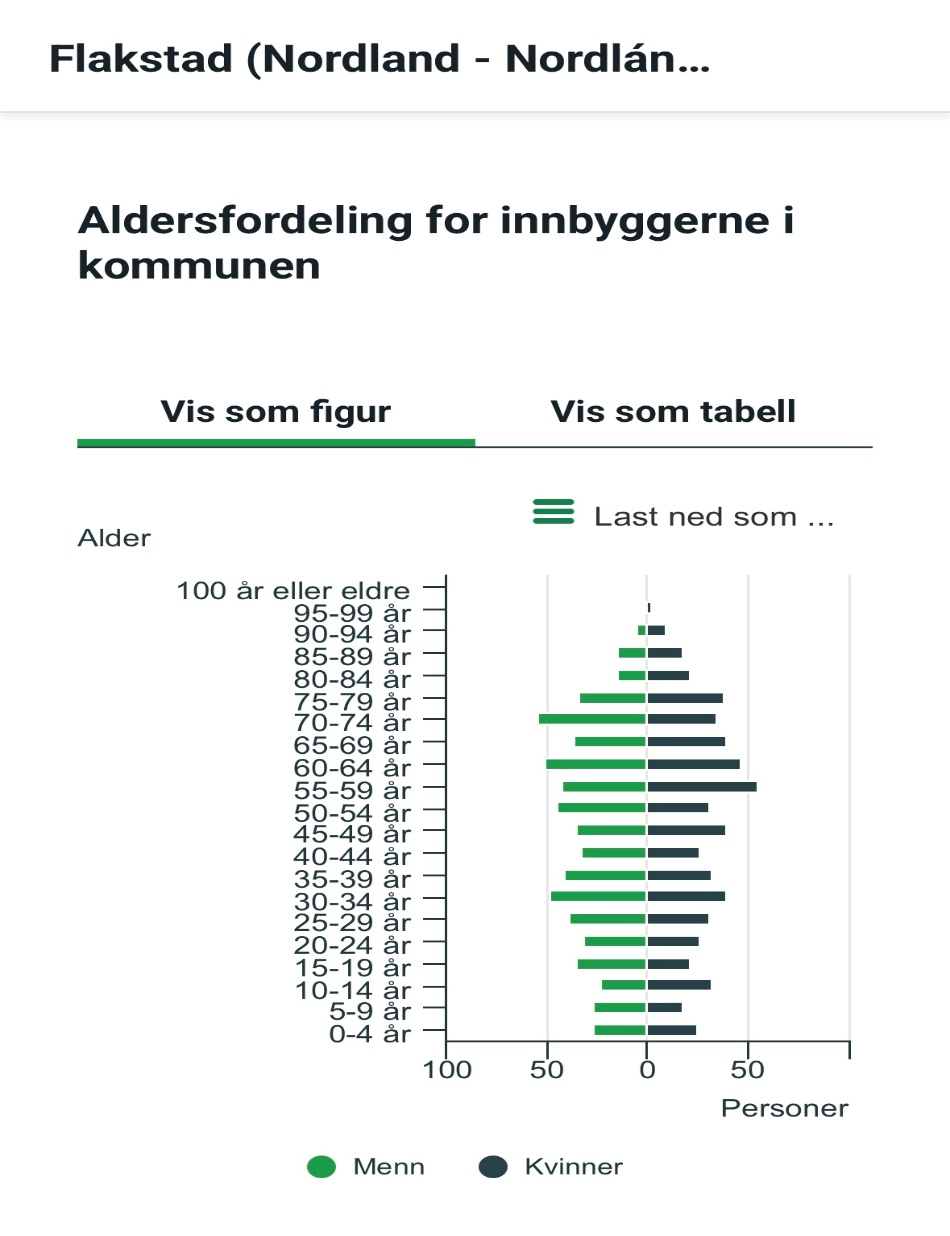 Flakstad (Nordland - Nordlán...
Aldersfordeling for innbyggerne i
kommunen
Vis som figur
Vis som tabell
Last ned som ...
Alder
100 år eller eldre
95-99 år
90-94 år
85-89 år
80-84 år
75-79 år
70-74 år
65-69 år
60-64 år
55-59 år
50-54 år
45-49 år
40-44 år
35-39 år
30-34 år
25-29 år
20-24 år
15-19 år
10-14 år
5-9 år
0-4 år
100 50 0 50
Personer
Menn Kvinner